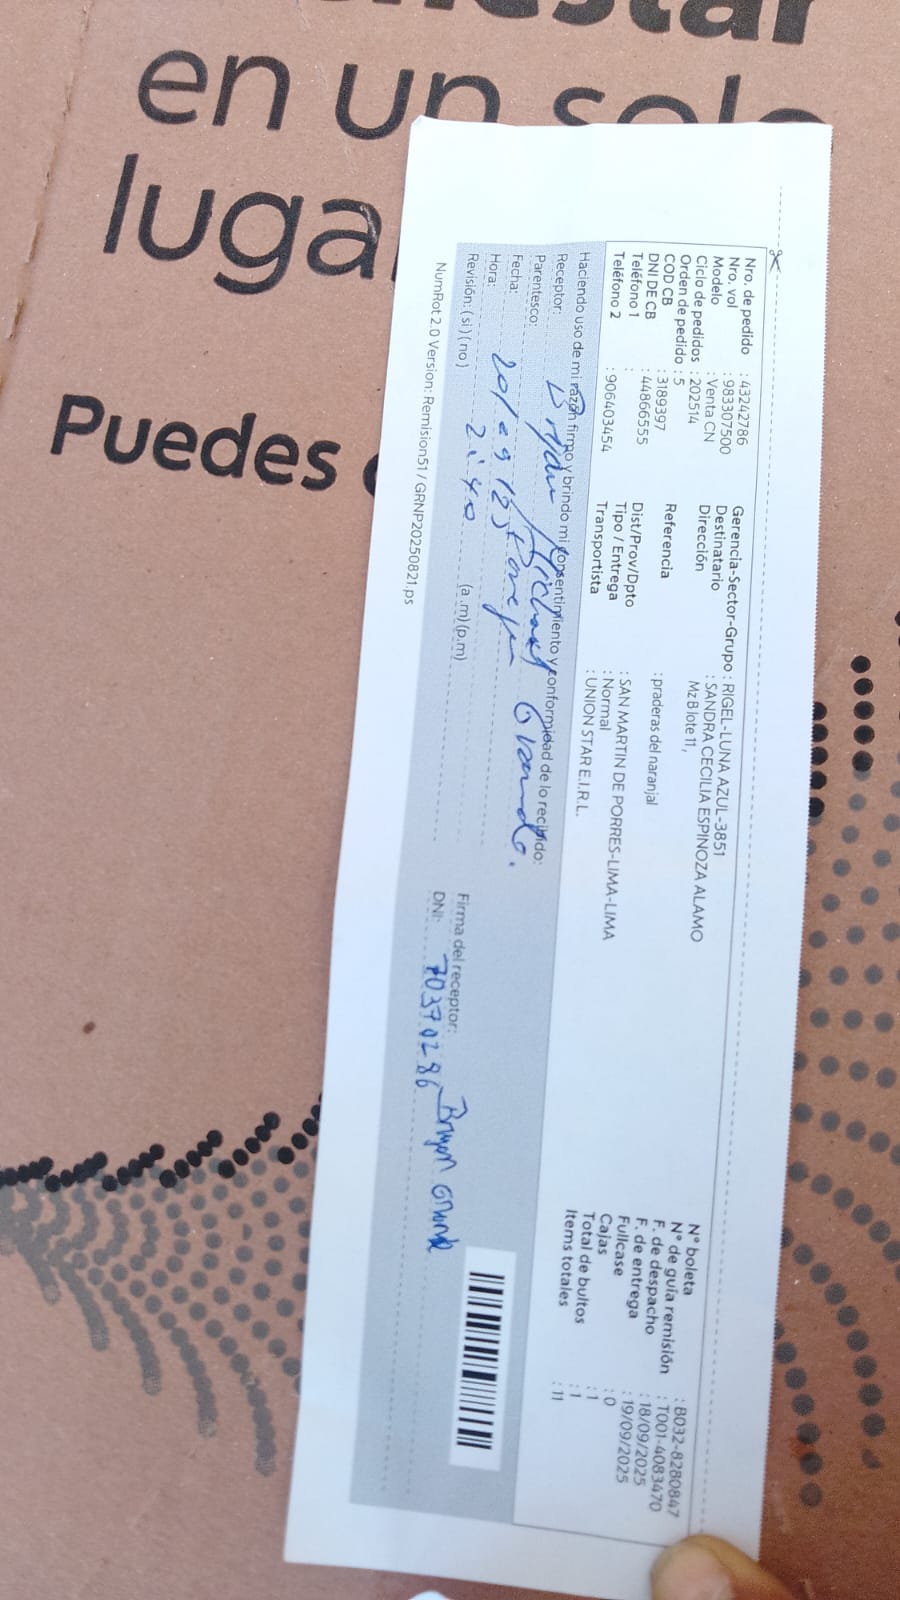 en un solo
lugar
Puedes
Nro. de pedido : 43242786
Nro. vol : 983307500
Modelo : Venta CN
Ciclo de pedidos : 202514
Orden de pedido : 5
COD CB : 3189397
DNI DE CB : 44866555
Teléfono 1 :
Teléfono 2 : 906403454
Gerencia-Sector-Grupo : RIGEL-LUNA AZUL-3851
Destinatario : SANDRA CECILIA ESPINOZA ALAMO
Dirección Mz B lote 11,
Referencia : praderas del naranjal
Dist/Prov/Dpto : SAN MARTIN DE PORRES-LIMA-LIMA
Tipo / Entrega : Normal
Transportista : UNION STAR E.I.R.L.
N° boleta : B032-8280847
N° de guía remisión : T001-4083470
F. de despacho : 18/09/2025
F. de entrega : 19/09/2025
Fullcase : 0
Cajas : 1
Total de bultos : 1
Items totales : 11
Haciendo uso de mi razón firmo y brindo mi consentimiento y conformidad de lo recibido:
Receptor:
Parentesco:
Fecha:
Hora: 2:40 (a.m)(p.m)
Revisión: (si) (no)
Firma del receptor:
DNI: 70370286
NumRot 2.0 Version: Remision51 / GRNP20250821.ps